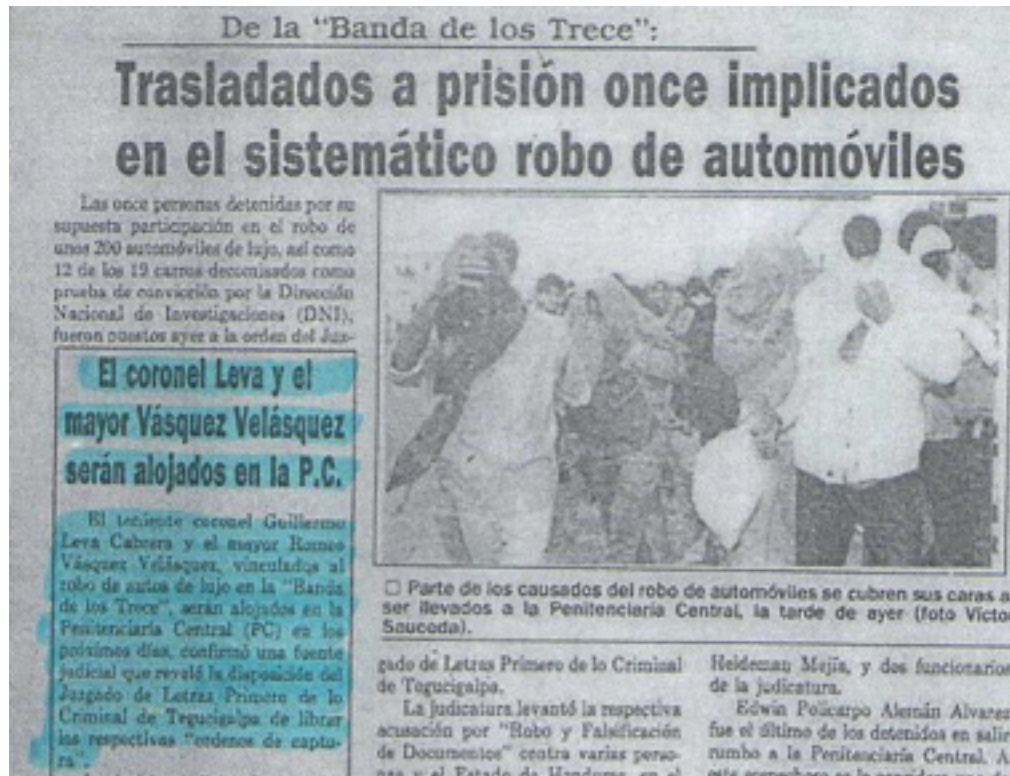 De la "Banda de los Trece":
Trasladados a prisión once implicados
en el sistemático robo de automóviles
Las once personas detenidas por su
supuesta participación en el robo de
unos 200 automóviles de lujo, así como
12 de los 19 carros decomisados como
prueba de convicción por la Dirección
Nacional de Investigaciones (DNI),
fueron puestos ayer a la orden del Juz-
El coronel Leva y el
mayor Vásquez Velásquez
serán alojados en la P.C.
El teniente coronel Guillermo
Leva Cabrera y el mayor Romeo
Vásquez Velásquez, vinculados al
robo de autos de lujo en la "Banda
de los Trece", serán alojados en la
Penitenciaría Central (PC) en los
próximos días, confirmó una fuente
judicial que reveló la disposición del
Juzgado de Letras Primero de lo
Criminal de Tegucigalpa de librar
las respectivas "ordenes de captu-
ra".
□ Parte de los causados del robo de automóviles se cubren sus caras a
ser llevados a la Penitenciaría Central, la tarde de ayer (foto Víctor
Sauceda).
gado de Letras Primero de lo Criminal
de Tegucigalpa.
La judicatura levantó la respectiva
acusación por "Robo y Falsificación
de Documentos" contra varias perso-
nas y el Estado de Honduras, en el
Heideman Mejía, y dos funcionarios
de la judicatura.
Edwin Policarpo Alemán Alvarez
fue el último de los detenidos en salir
rumbo a la Penitenciaría Central. A